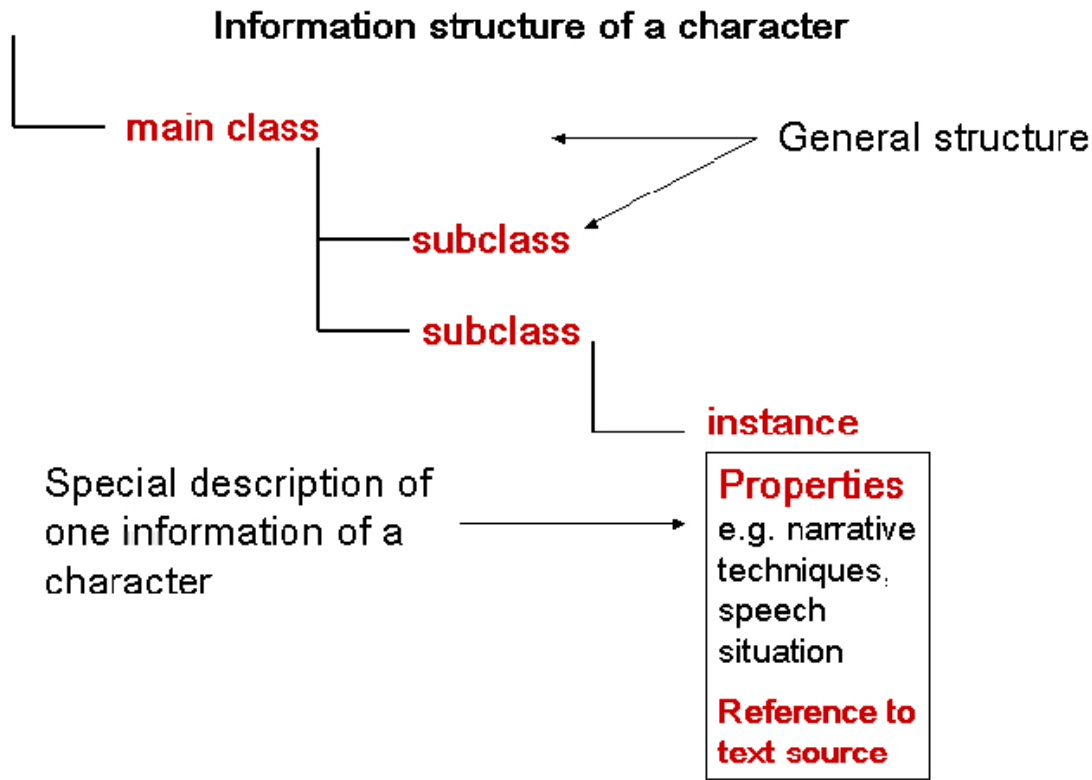 Information structure of a character
main class
General structure
subclass
subclass
instance
Special description of
one information of a
character
Properties
e.g. narrative
techniques,
speech
situation
Reference to
text source